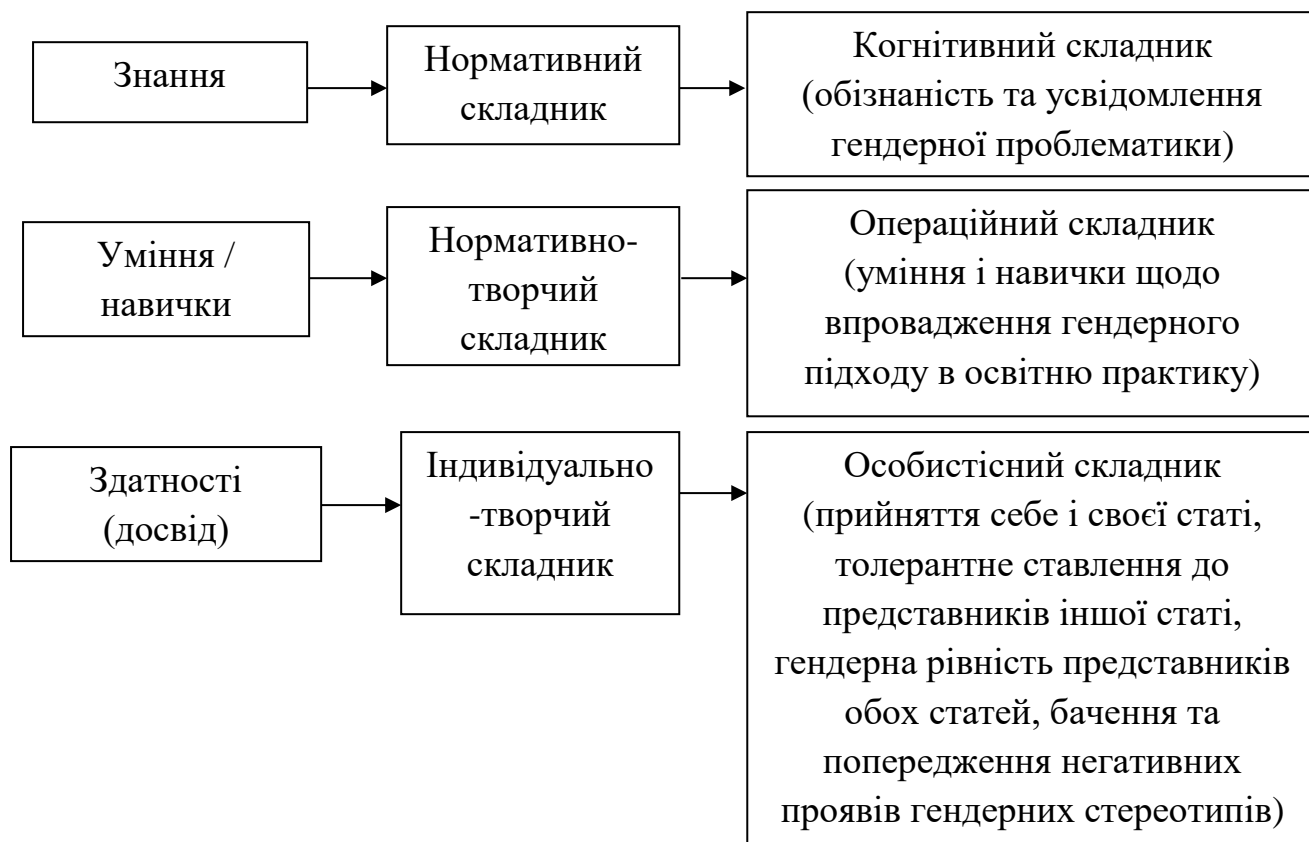 Знання
Нормативний
складник
Когнітивний складник
(обізнаність та усвідомлення
гендерної проблематики)
Уміння /
навички
Нормативно-
творчий
складник
Операційний складник
(уміння і навички щодо
впровадження гендерного
підходу в освітню практику)
Здатності
(досвід)
Індивідуально
-творчий
складник
Особистісний складник
(прийняття себе і своєї статі,
толерантне ставлення до
представників іншої статі,
гендерна рівність представників
обох статей, бачення та
попередження негативних
проявів гендерних стереотипів)